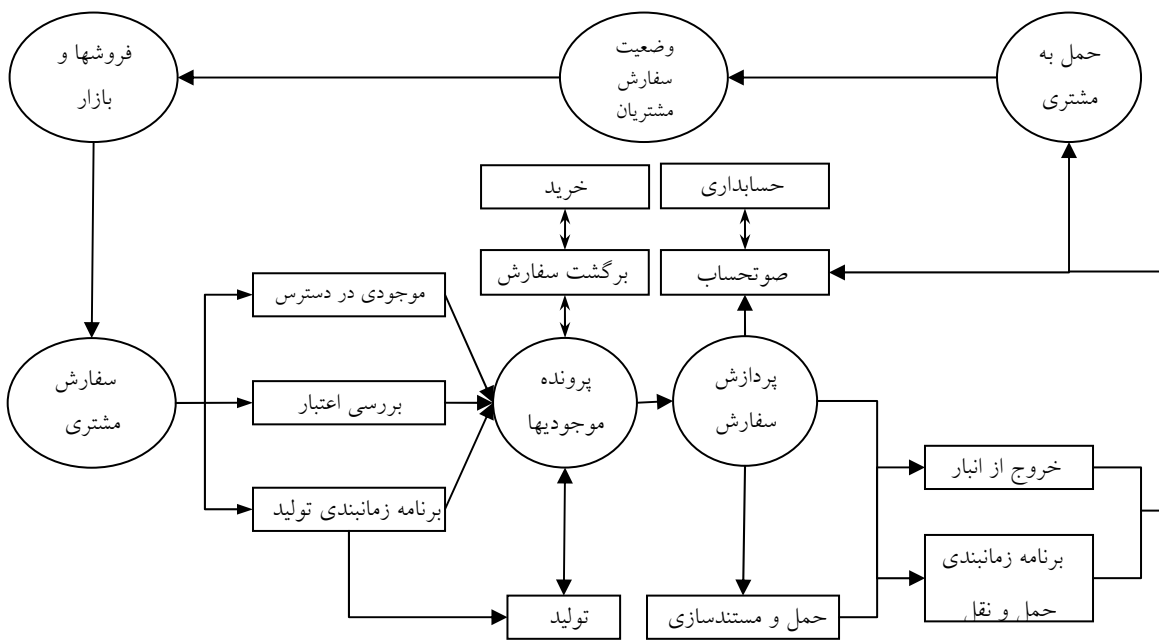 فروشها و
بازار
وضعیت
سفارش
مشتریان
حمل به
مشتری
خرید
حسابداری
برگشت سفارش
صوتحساب
موجودی در دسترس
سفارش
مشتری
بررسی اعتبار
پرونده
موجودیها
پردازش
سفارش
برنامه زمانبندی تولید
خروج از انبار
برنامه زمانبندی
حمل و نقل
تولید
حمل و مستندسازی